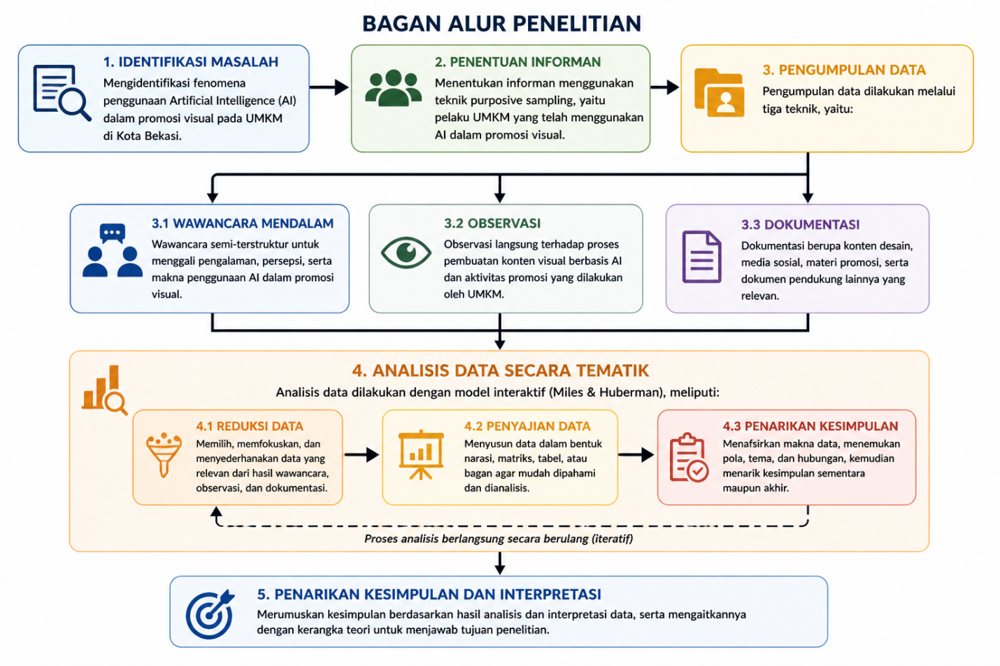 BAGAN ALUR PENELITIAN
1. IDENTIFIKASI MASALAH
Mengidentifikasi fenomena
penggunaan Artificial Intelligence (AI)
dalam promosi visual pada UMKM
di Kota Bekasi.
2. PENENTUAN INFORMAN
Menentukan informan menggunakan
teknik purposive sampling, yaitu
pelaku UMKM yang telah menggunakan
AI dalam promosi visual.
3. PENGUMPULAN DATA
Pengumpulan data dilakukan melalui
tiga teknik, yaitu:
3.1 WAWANCARA MENDALAM
Wawancara semi-terstruktur untuk
menggali pengalaman, persepsi, serta
makna penggunaan AI dalam promosi
visual.
3.2 OBSERVASI
Observasi langsung terhadap proses
pembuatan konten visual berbasis AI
dan aktivitas promosi yang dilakukan
oleh UMKM.
3.3 DOKUMENTASI
Dokumentasi berupa konten desain,
media sosial, materi promosi, serta
dokumen pendukung lainnya yang
relevan.
4. ANALISIS DATA SECARA TEMATIK
Analisis data dilakukan dengan model interaktif (Miles & Huberman), meliputi:
4.1 REDUKSI DATA
Memilih, memfokuskan, dan
menyederhanakan data yang
relevan dari hasil wawancara,
observasi, dan dokumentasi.
4.2 PENYAJIAN DATA
Menyusun data dalam bentuk
narasi, matriks, tabel, atau
bagan agar mudah dipahami
dan dianalisis.
4.3 PENARIKAN KESIMPULAN
Menafsirkan makna data, menemukan
pola, tema, dan hubungan, kemudian
menarik kesimpulan sementara
maupun akhir.
Proses analisis berlangsung secara berulang (iteratif)
5. PENARIKAN KESIMPULAN DAN INTERPRETASI
Merumuskan kesimpulan berdasarkan hasil analisis dan interpretasi data, serta mengaitkannya
dengan kerangka teori untuk menjawab tujuan penelitian.